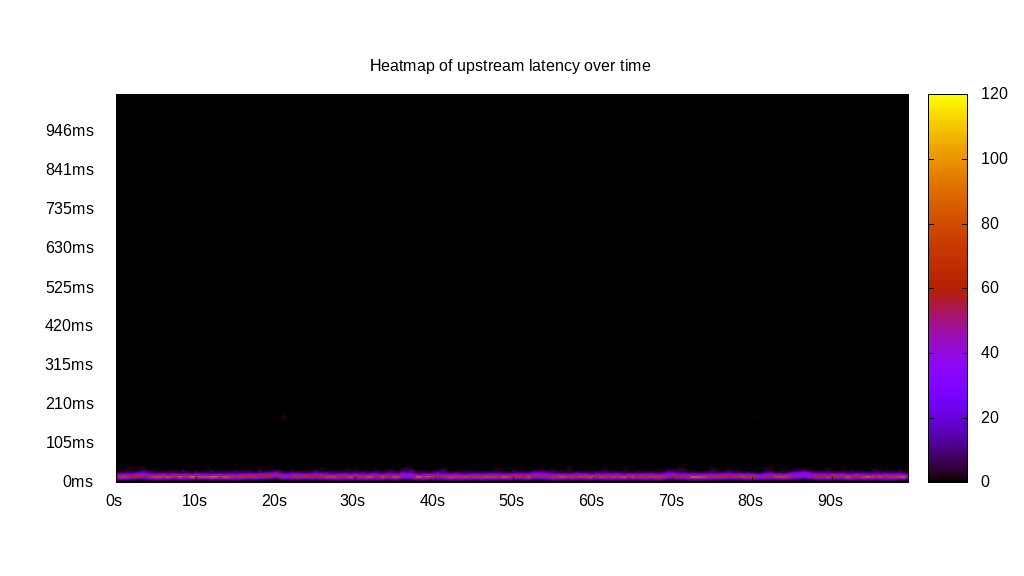 Heatmap of upstream latency over time
946ms
841ms
735ms
630ms
525ms
420ms
315ms
210ms
105ms
0ms
0s 10s 20s 30s 40s 50s 60s 70s 80s 90s
120
100
80
60
40
20
0